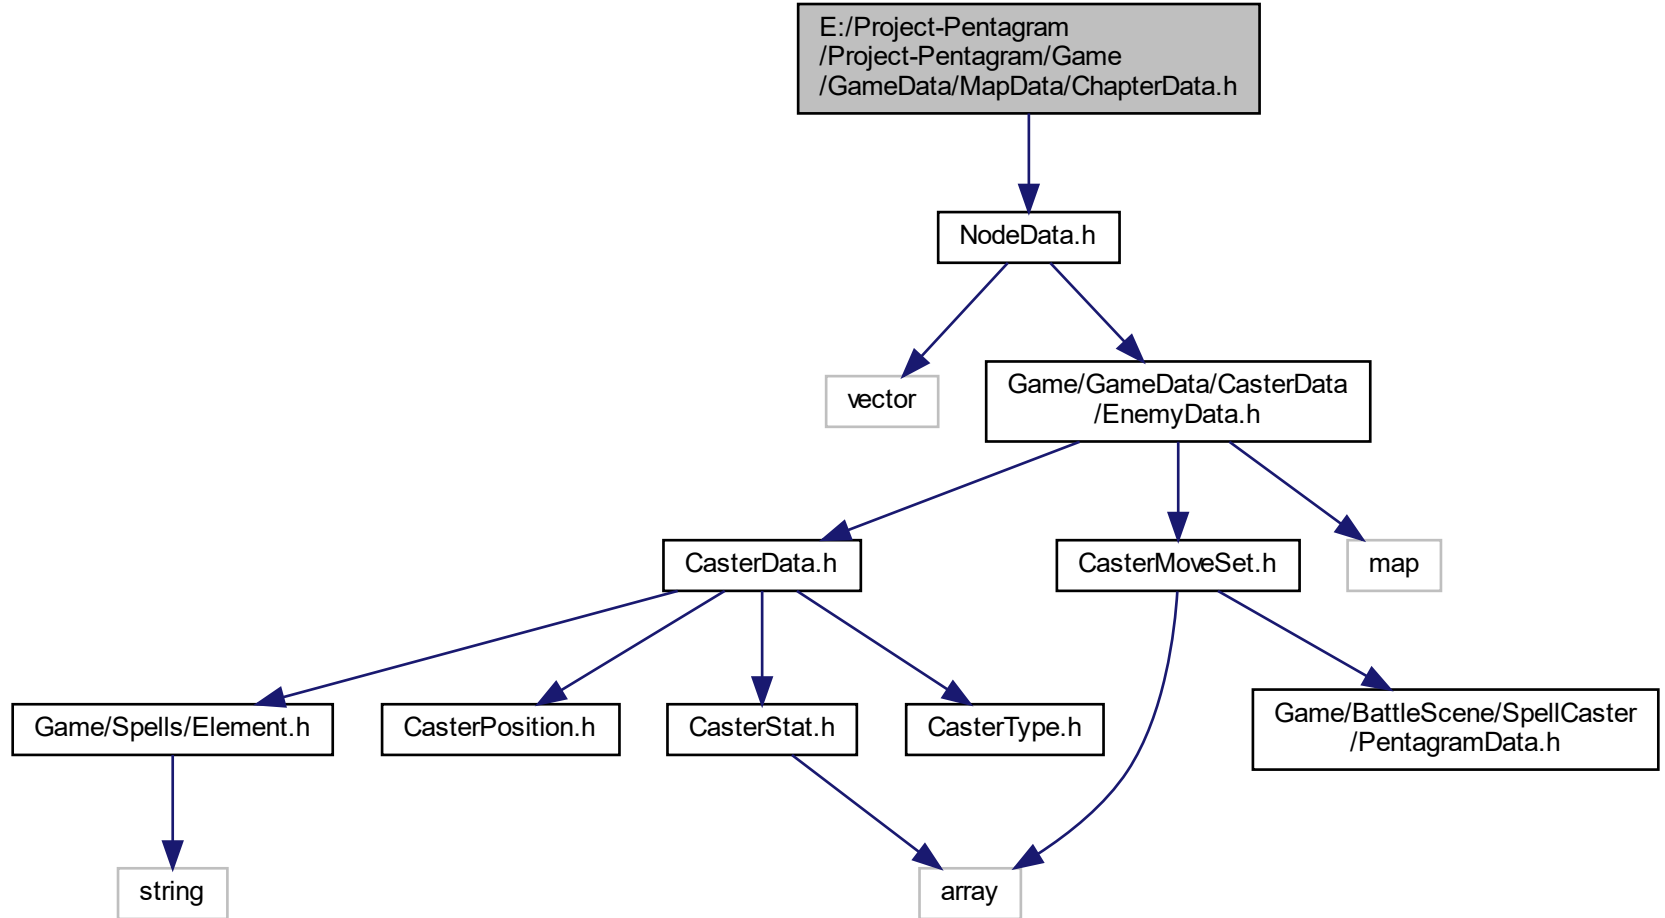 E:/Project-Pentagram
/Project-Pentagram/Game
/GameData/MapData/ChapterData.h
NodeData.h
vector
Game/GameData/CasterData
/EnemyData.h
CasterData.h
CasterMoveSet.h
map
Game/Spells/Element.h
CasterPosition.h
CasterStat.h
CasterType.h
Game/BattleScene/SpellCaster
/PentagramData.h
string
array